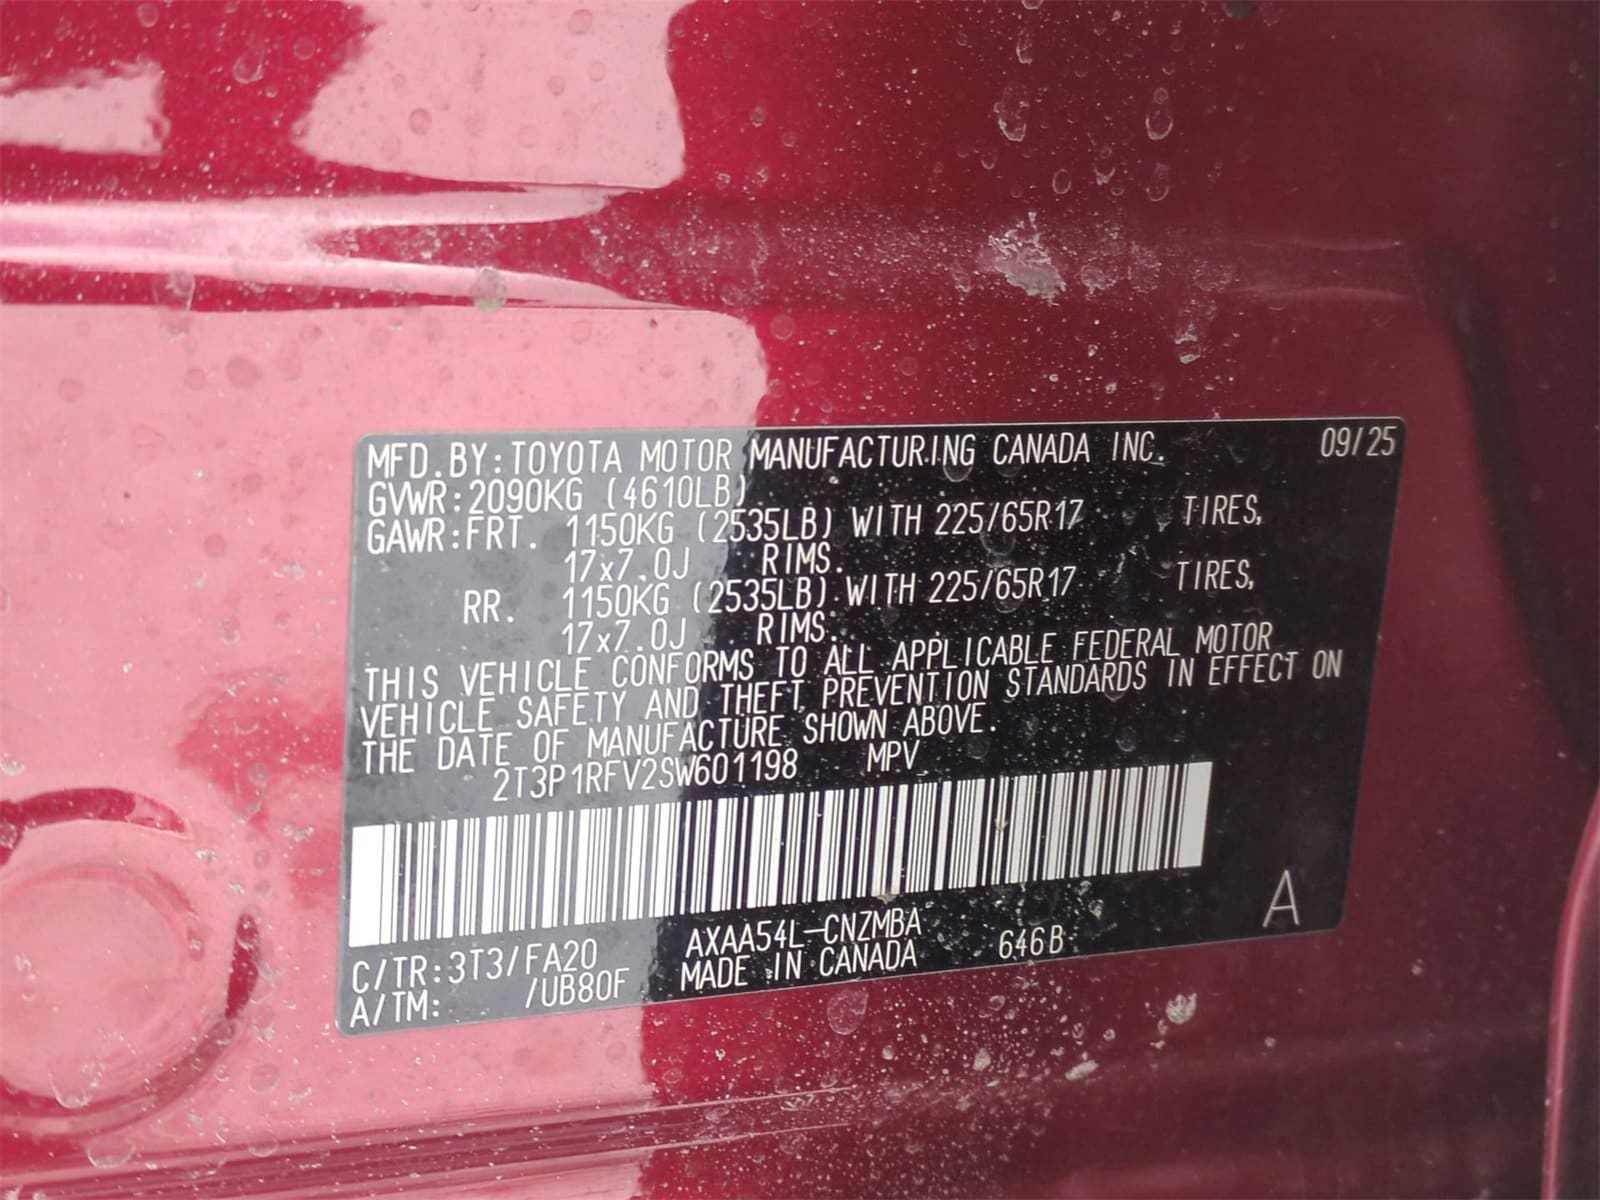 MFD.BY:TOYOTA MOTOR MANUFACTURING CANADA INC. 09/25
GVWR:2090KG (4610LB)
GAWR:FRT. 1150KG (2535LB) WITH 225/65R17 TIRES,
17x7.0J RIMS.
RR. 1150KG (2535LB) WITH 225/65R17 TIRES,
17x7.0J RIMS.
THIS VEHICLE CONFORMS TO ALL APPLICABLE FEDERAL MOTOR
VEHICLE SAFETY AND THEFT PREVENTION STANDARDS IN EFFECT ON
THE DATE OF MANUFACTURE SHOWN ABOVE.
2T3P1RFV2SW601198 MPV
A
C/TR:3T3/FA20 AXAA54L-CNZMBA 646B
A/TM: /UB80F MADE IN CANADA